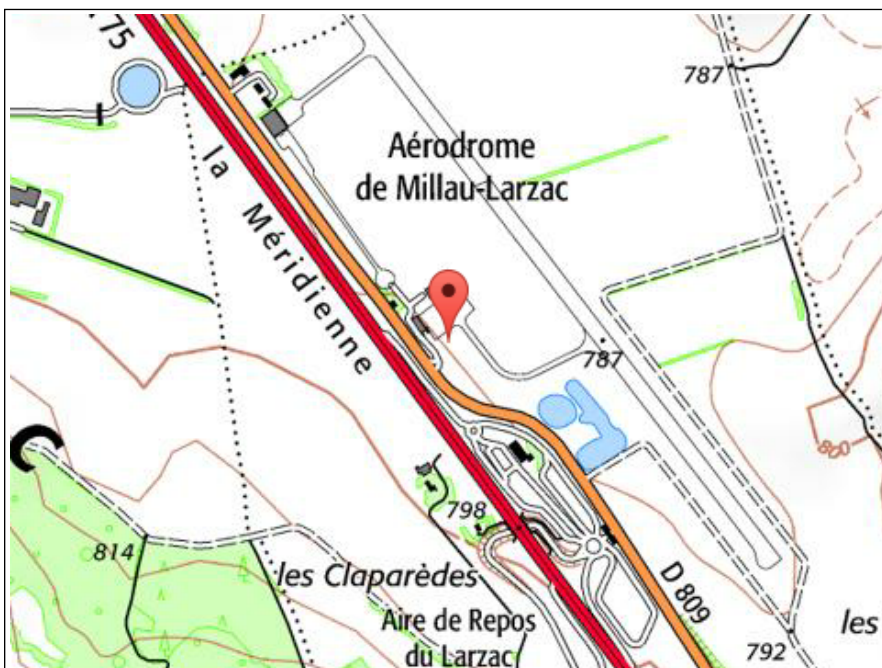 75
la Méridienne
787
Aérodrome
de Millau-Larzac
787
800
798
814
les Claparèdes
Aire de Repos
du Larzac
D 809
les
792